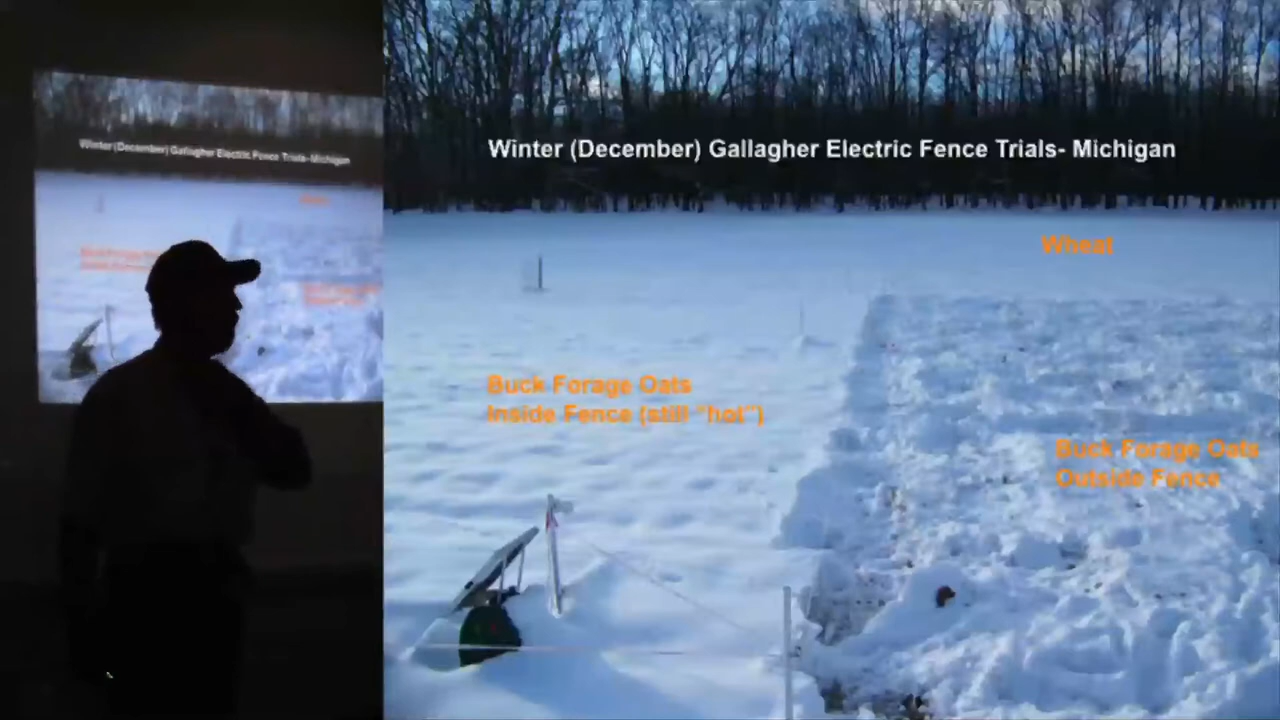 Winter (December) Gallagher Electric Fence Trials- Michigan
Wheat
Buck Forage Oats
Inside Fence (still "hot")
Buck Forage Oats
Outside Fence
Winter (December) Gallagher Electric Fence Trials- Michigan